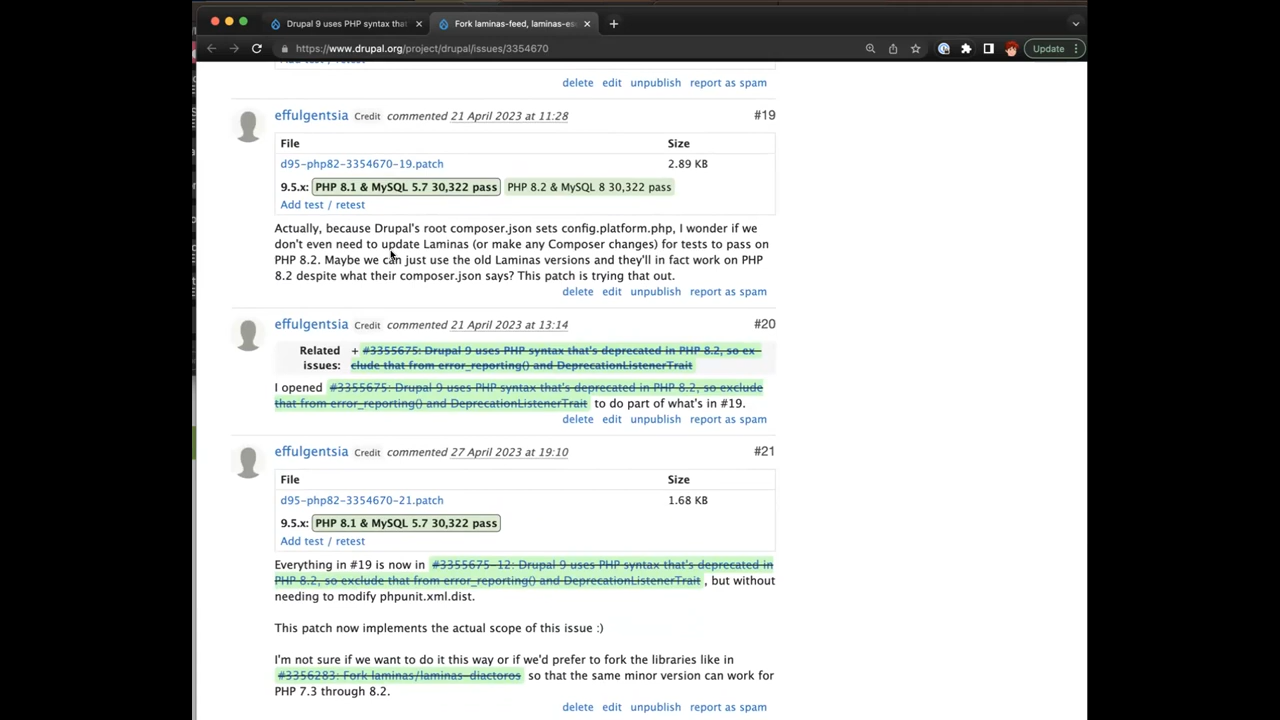 Drupal 9 uses PHP syntax that
Fork laminas-feed, laminas-es
https://www.drupal.org/project/drupal/issues/3354670
Update
Add test / retest
delete edit unpublish report as spam
effulgentsia Credit commented 21 April 2023 at 11:28 #19
File Size
d95-php82-3354670-19.patch 2.89 KB
9.5.x: PHP 8.1 & MySQL 5.7 30,322 pass PHP 8.2 & MySQL 8 30,322 pass
Add test / retest
Actually, because Drupal's root composer.json sets config.platform.php, I wonder if we
don't even need to update Laminas (or make any Composer changes) for tests to pass on
PHP 8.2. Maybe we can just use the old Laminas versions and they'll in fact work on PHP
8.2 despite what their composer.json says? This patch is trying that out.
delete edit unpublish report as spam
effulgentsia Credit commented 21 April 2023 at 13:14 #20
Related + #3355675: Drupal 9 uses PHP syntax that's deprecated in PHP 8.2, so ex-
issues: clude that from error_reporting() and DeprecationListenerTrait
I opened #3355675: Drupal 9 uses PHP syntax that's deprecated in PHP 8.2, so exclude
that from error_reporting() and DeprecationListenerTrait to do part of what's in #19.
delete edit unpublish report as spam
effulgentsia Credit commented 27 April 2023 at 19:10 #21
File Size
d95-php82-3354670-21.patch 1.68 KB
9.5.x: PHP 8.1 & MySQL 5.7 30,322 pass
Add test / retest
Everything in #19 is now in #3355675-12: Drupal 9 uses PHP syntax that's deprecated in
PHP 8.2, so exclude that from error_reporting() and DeprecationListenerTrait , but without
needing to modify phpunit.xml.dist.
This patch now implements the actual scope of this issue :)
I'm not sure if we want to do it this way or if we'd prefer to fork the libraries like in
#3356283: Fork laminas/laminas-diactoros so that the same minor version can work for
PHP 7.3 through 8.2.
delete edit unpublish report as spam